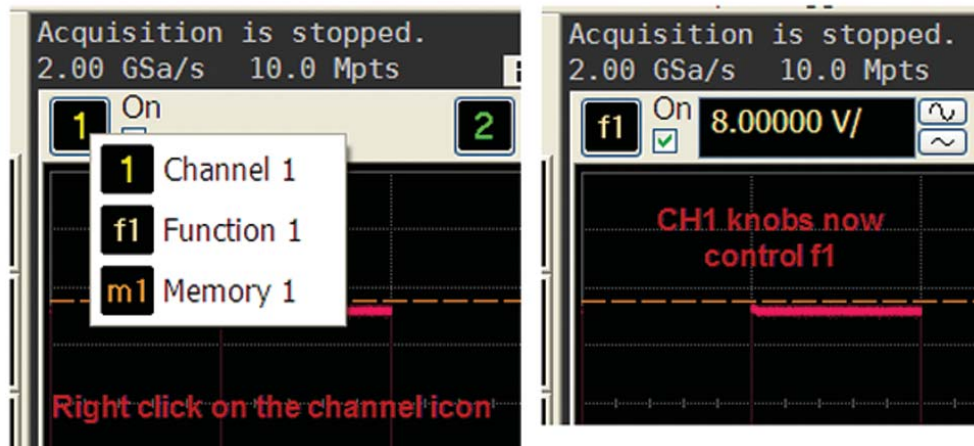 Acquisition is stopped.
2.00 GSa/s 10.0 Mpts
1 On 2
1 Channel 1
f1 Function 1
m1 Memory 1
Right click on the channel icon
Acquisition is stopped.
2.00 GSa/s 10.0 Mpts
f1 On 8.00000 V/
CH1 knobs now
control f1